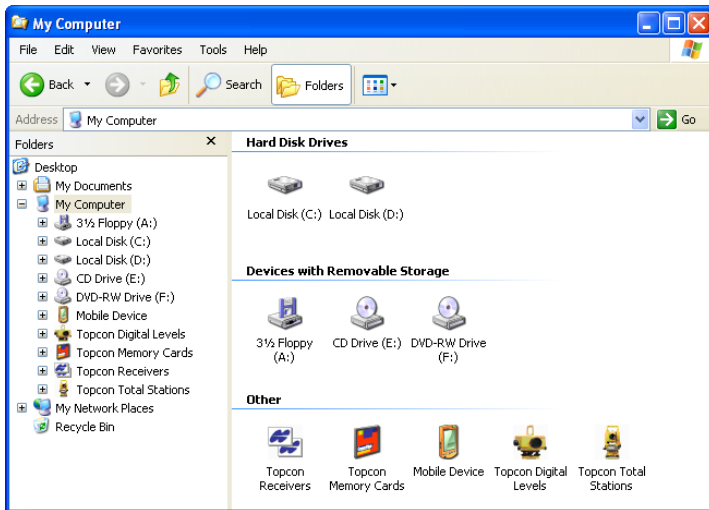 My Computer
File Edit View Favorites Tools Help
Back Search Folders
Address My Computer Go
Folders
Desktop
My Documents
My Computer
3½ Floppy (A:)
Local Disk (C:)
Local Disk (D:)
CD Drive (E:)
DVD-RW Drive (F:)
Mobile Device
Topcon Digital Levels
Topcon Memory Cards
Topcon Receivers
Topcon Total Stations
My Network Places
Recycle Bin
Hard Disk Drives
Local Disk (C:) Local Disk (D:)
Devices with Removable Storage
3½ Floppy (A:)
CD Drive (E:)
DVD-RW Drive (F:)
Other
Topcon Receivers
Topcon Memory Cards
Mobile Device
Topcon Digital Levels
Topcon Total Stations